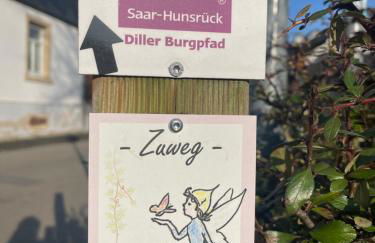 ®
Saar-Hunsrück
Diller Burgpfad
- Zuweg -